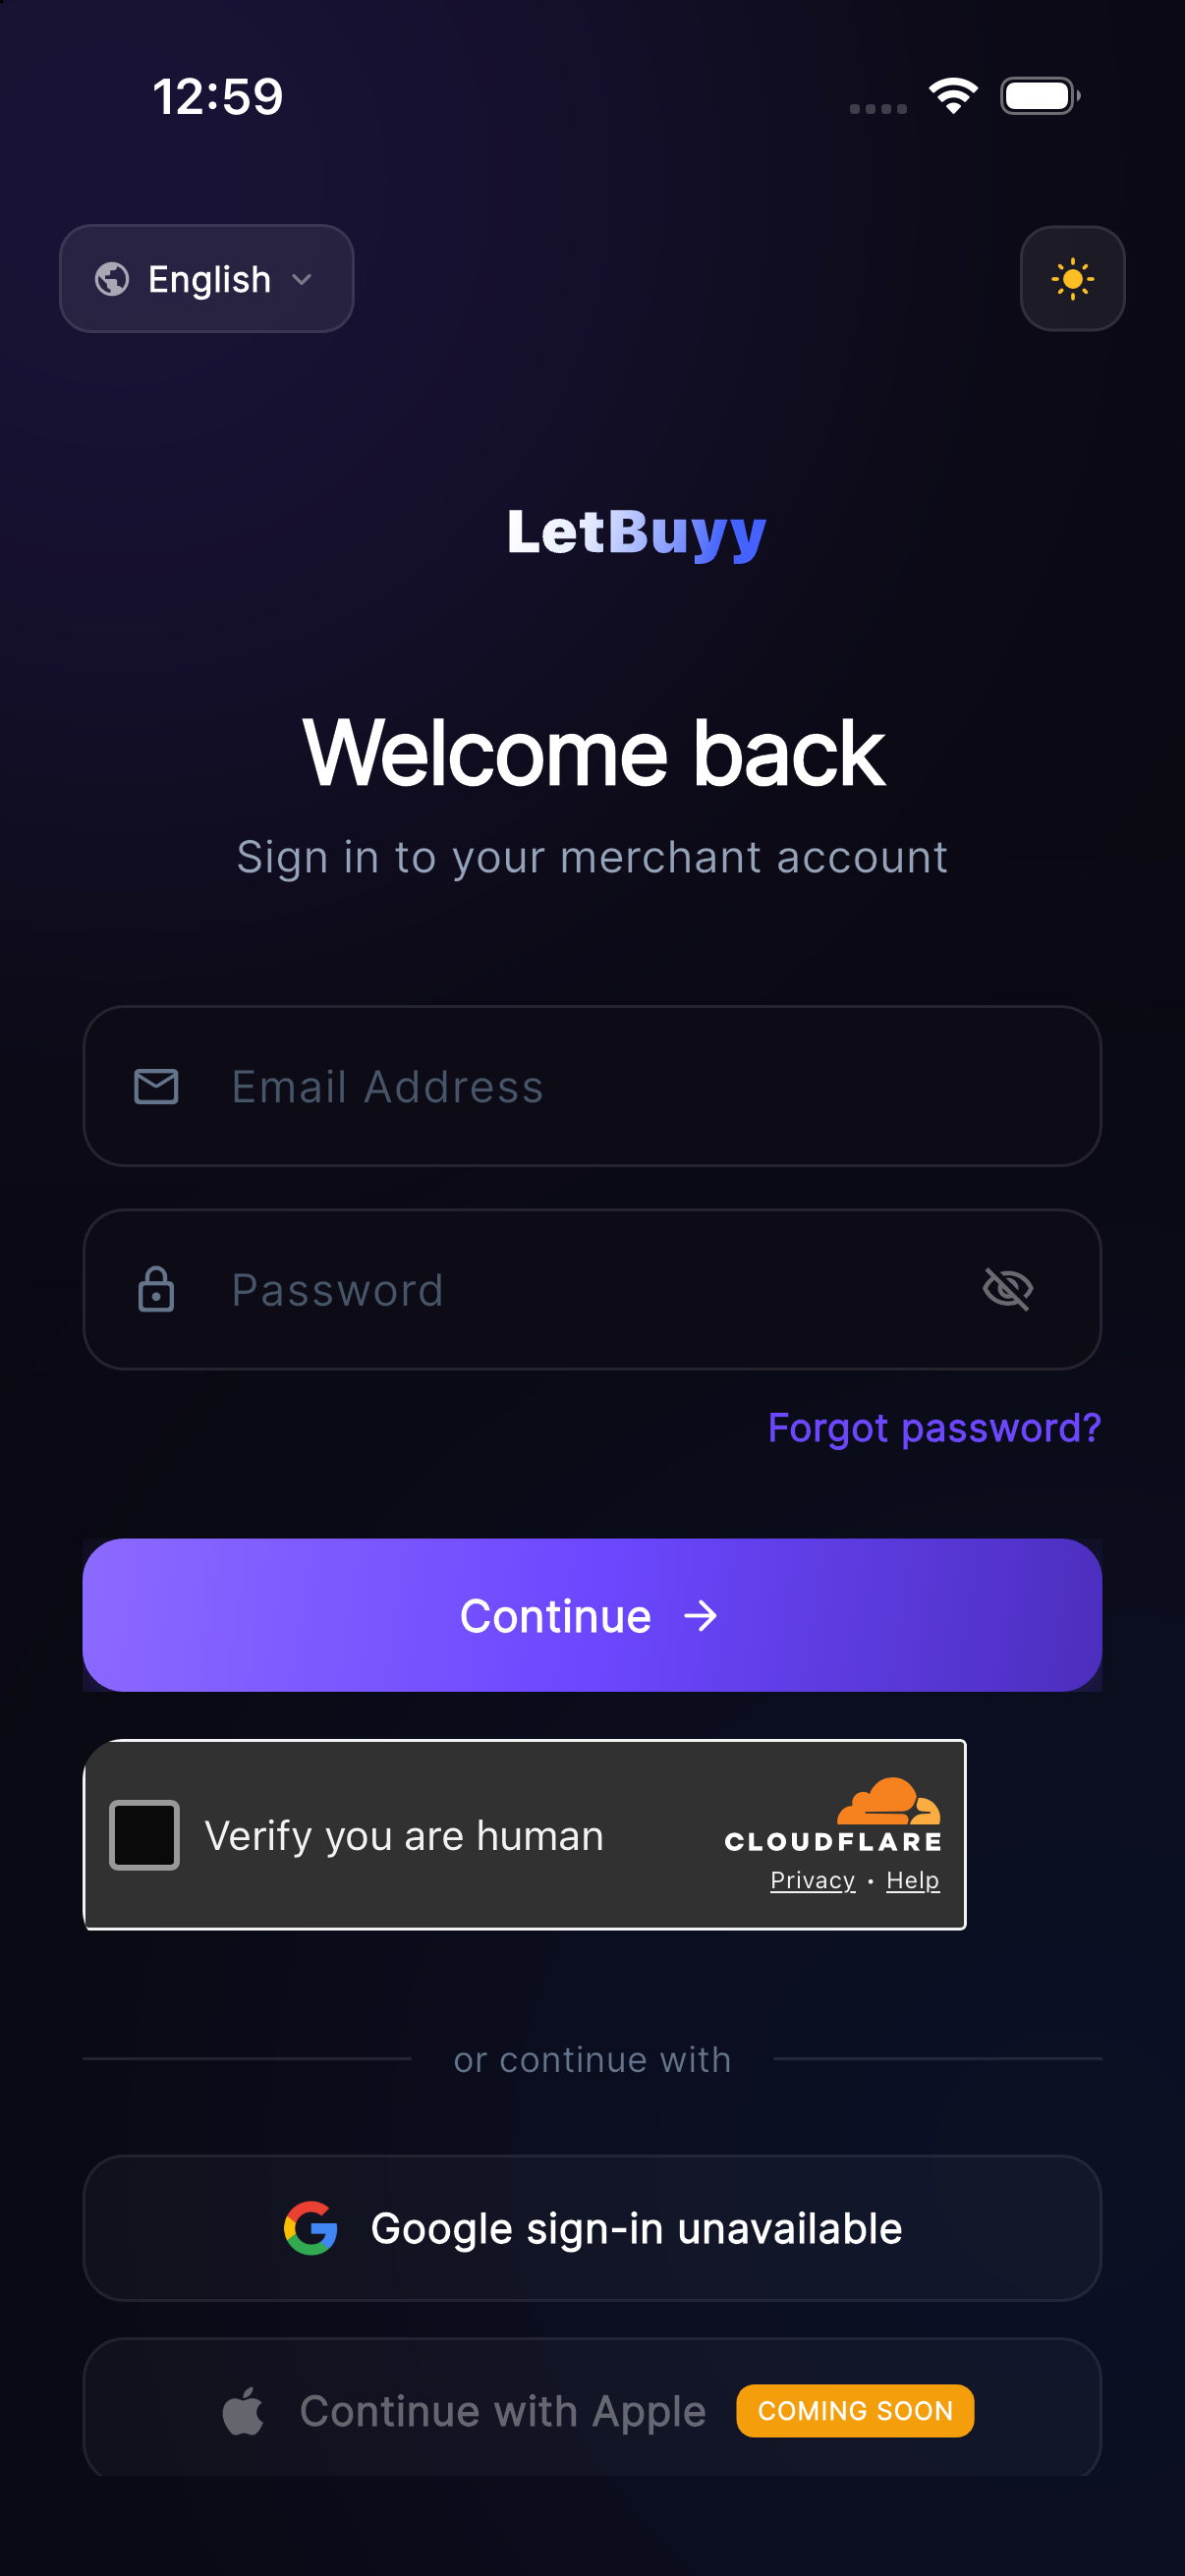 12:59
English
LetBuyy
Welcome back
Sign in to your merchant account
Email Address
Password
Forgot password?
Continue
Verify you are human
CLOUDFLARE
Privacy • Help
or continue with
Google sign-in unavailable
Continue with Apple COMING SOON